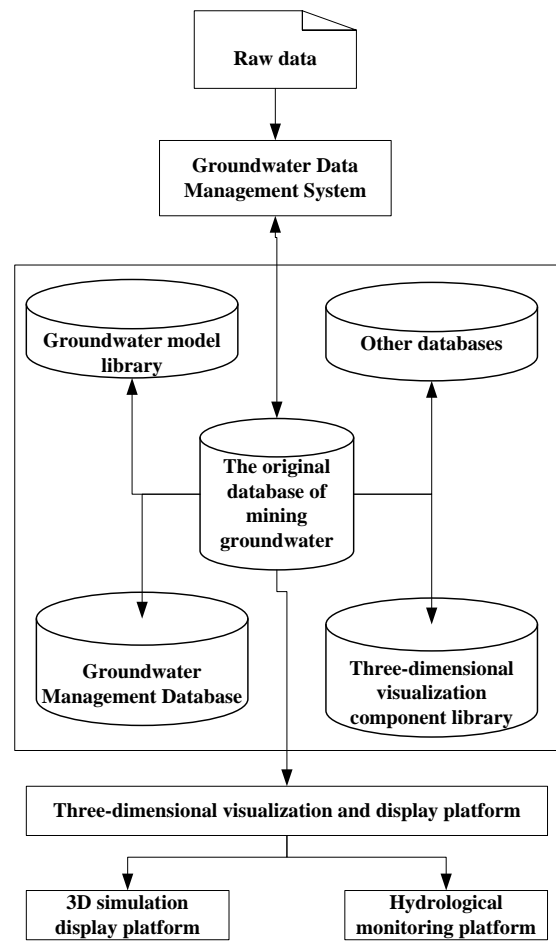 Raw data
Groundwater Data
Management System
Groundwater model
library
Other databases
The original
database of
mining
groundwater
Groundwater
Management Database
Three-dimensional
visualization
component library
Three-dimensional visualization and display platform
3D simulation
display platform
Hydrological
monitoring platform